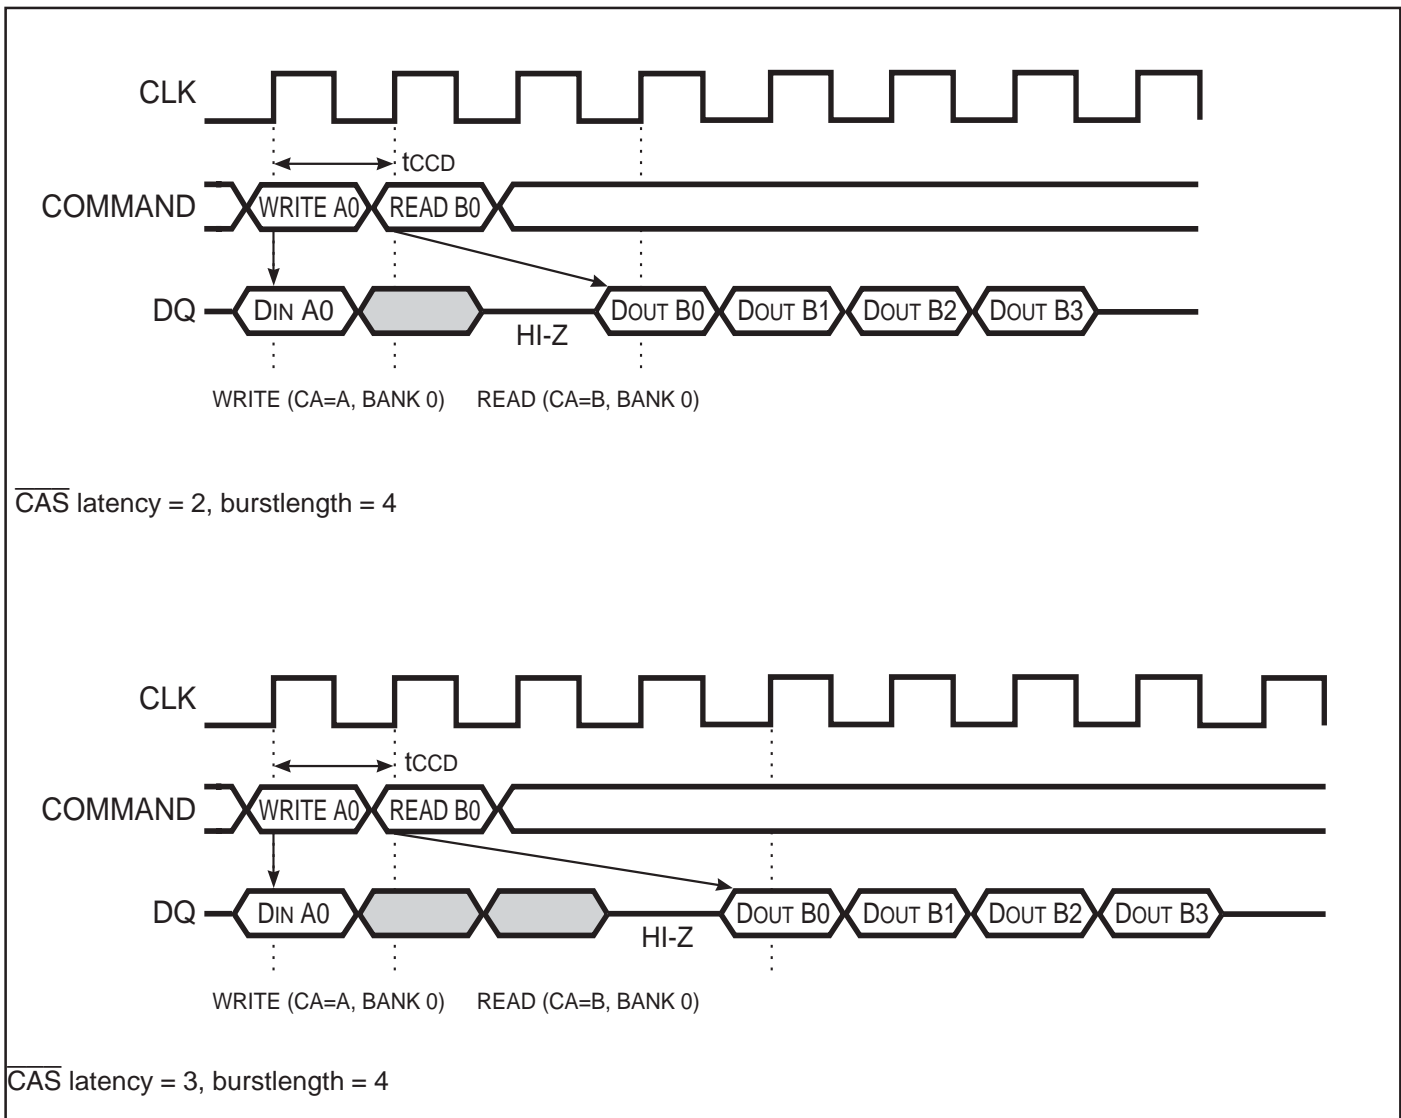 CLK
tCCD
COMMAND WRITE A0 READ B0
DQ DIN A0 HI-Z DOUT B0 DOUT B1 DOUT B2 DOUT B3
WRITE (CA=A, BANK 0) READ (CA=B, BANK 0)
CAS latency = 2, burstlength = 4
CLK
tCCD
COMMAND WRITE A0 READ B0
DQ DIN A0 HI-Z DOUT B0 DOUT B1 DOUT B2 DOUT B3
WRITE (CA=A, BANK 0) READ (CA=B, BANK 0)
CAS latency = 3, burstlength = 4